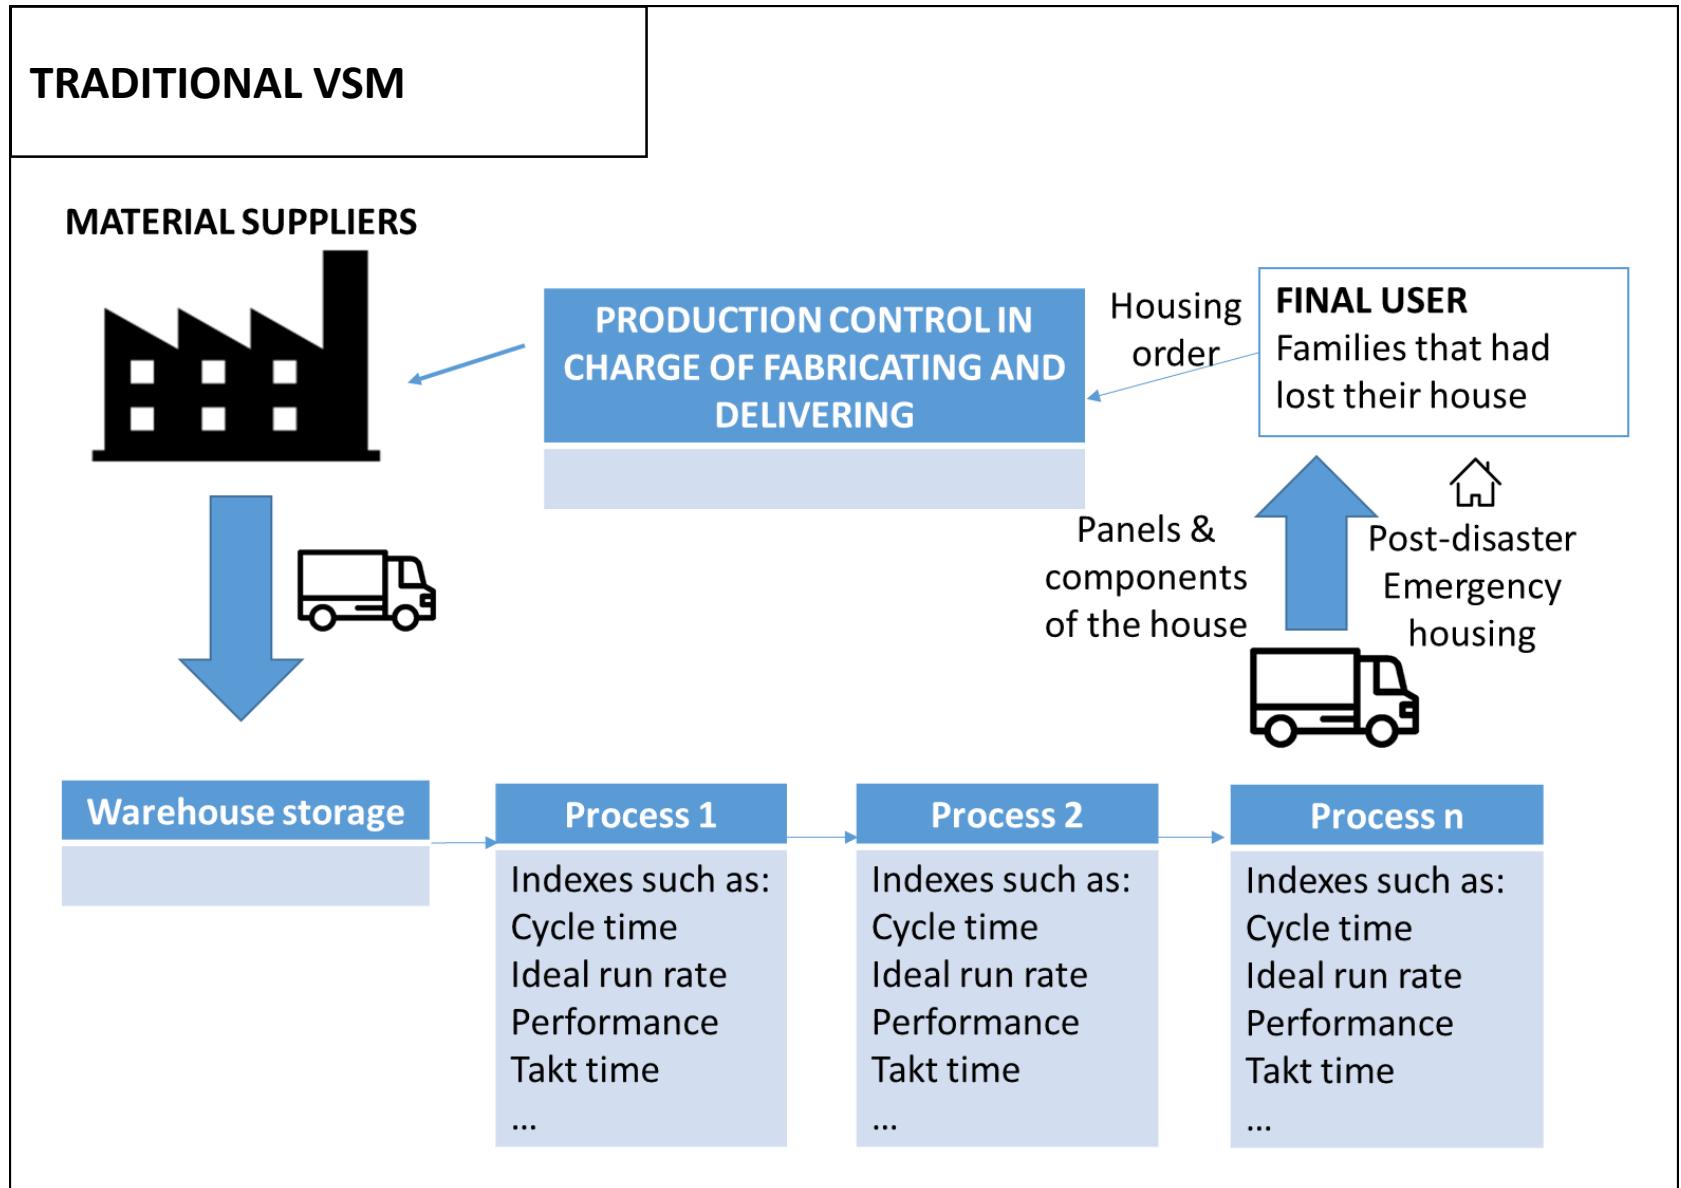 TRADITIONAL VSM
MATERIAL SUPPLIERS
PRODUCTION CONTROL IN
CHARGE OF FABRICATING AND
DELIVERING
Housing
order
FINAL USER
Families that had
lost their house
Panels &
components
of the house
Post-disaster
Emergency
housing
Warehouse storage
Process 1
Indexes such as:
Cycle time
Ideal run rate
Performance
Takt time
...
Process 2
Indexes such as:
Cycle time
Ideal run rate
Performance
Takt time
...
Process n
Indexes such as:
Cycle time
Ideal run rate
Performance
Takt time
...